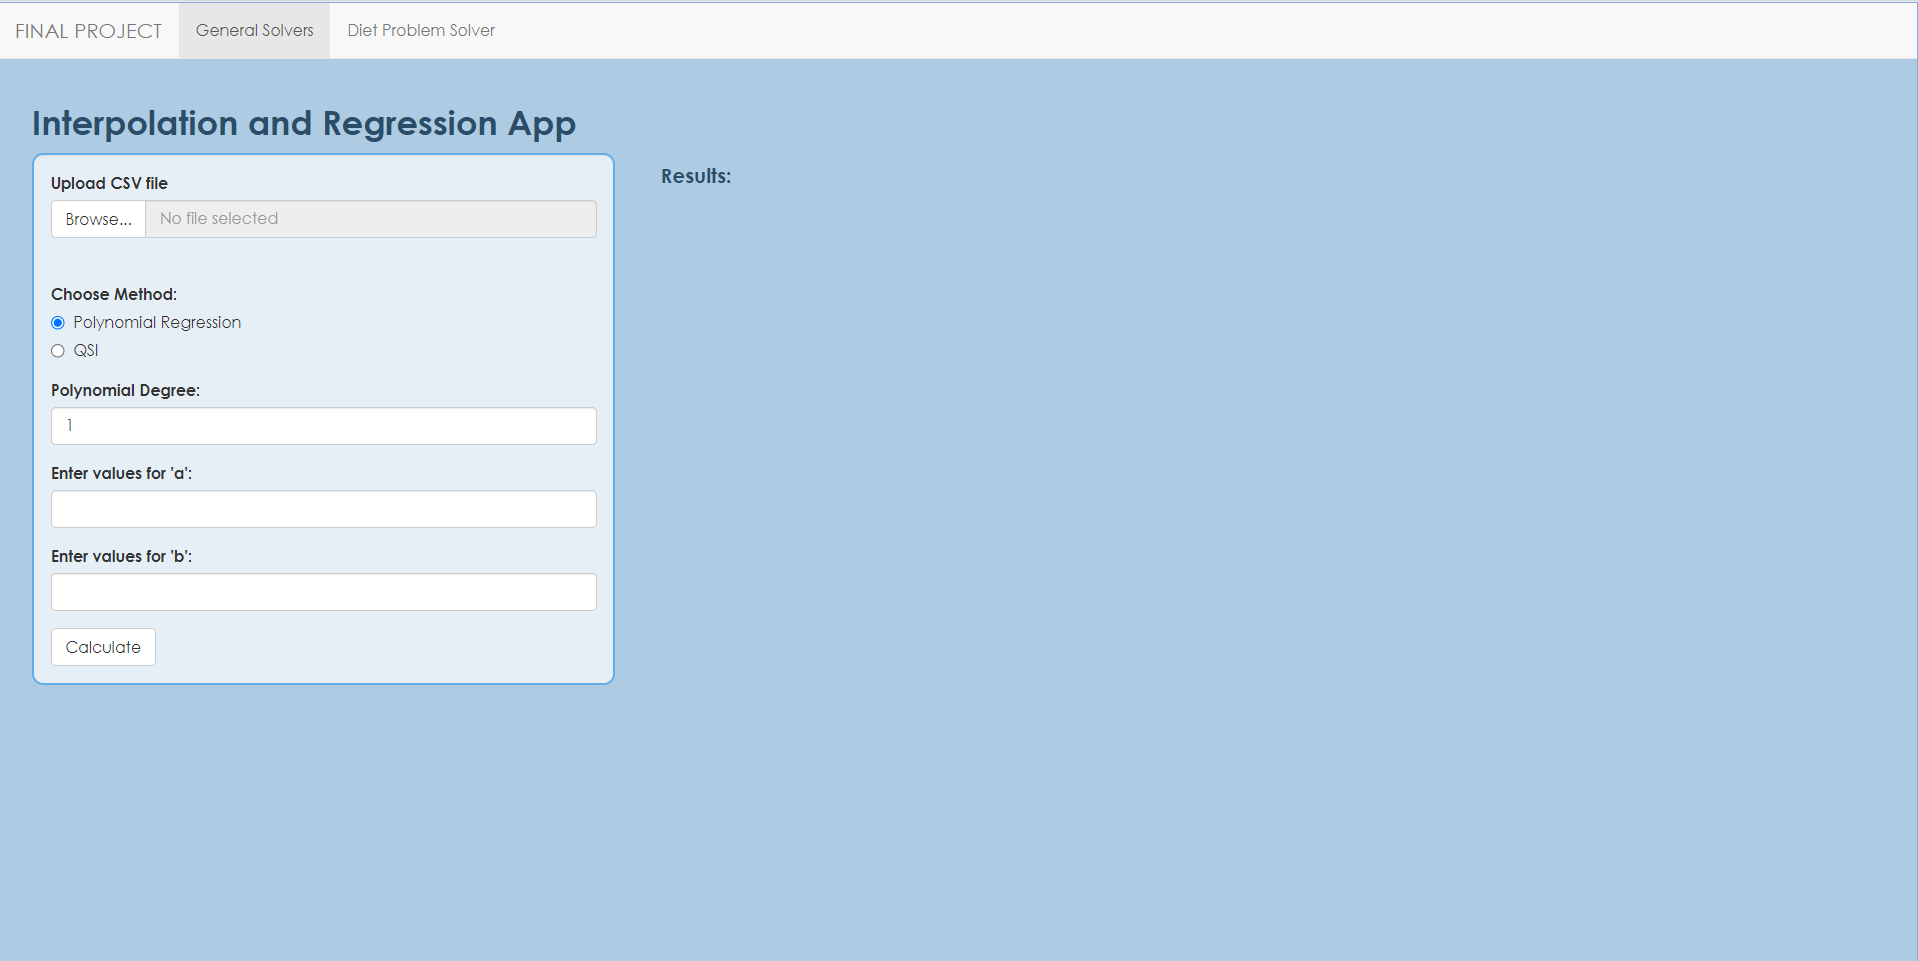 FINAL PROJECT General Solvers Diet Problem Solver
Interpolation and Regression App
Upload CSV file
Browse... No file selected
Choose Method:
Polynomial Regression
QSI
Polynomial Degree:
1
Enter values for 'a':
Enter values for 'b':
Calculate
Results: